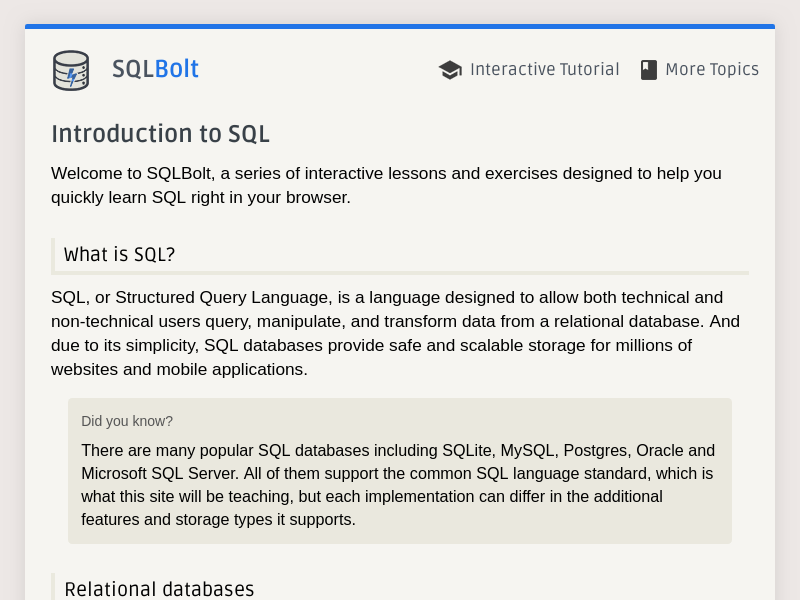 SQLBolt
Interactive Tutorial
More Topics
Introduction to SQL
Welcome to SQLBolt, a series of interactive lessons and exercises designed to help you
quickly learn SQL right in your browser.
What is SQL?
SQL, or Structured Query Language, is a language designed to allow both technical and
non-technical users query, manipulate, and transform data from a relational database. And
due to its simplicity, SQL databases provide safe and scalable storage for millions of
websites and mobile applications.
Did you know?
There are many popular SQL databases including SQLite, MySQL, Postgres, Oracle and
Microsoft SQL Server. All of them support the common SQL language standard, which is
what this site will be teaching, but each implementation can differ in the additional
features and storage types it supports.
Relational databases